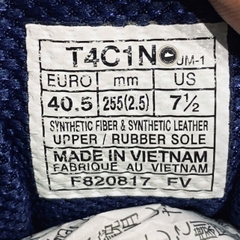 T4C1N JM-1
EURO mm US
40.5 255(2.5) 7½
SYNTHETIC FIBER & SYNTHETIC LEATHER
UPPER / RUBBER SOLE
MADE IN VIETNAM
FABRIQUE AU VIETNAM
F820817 FV